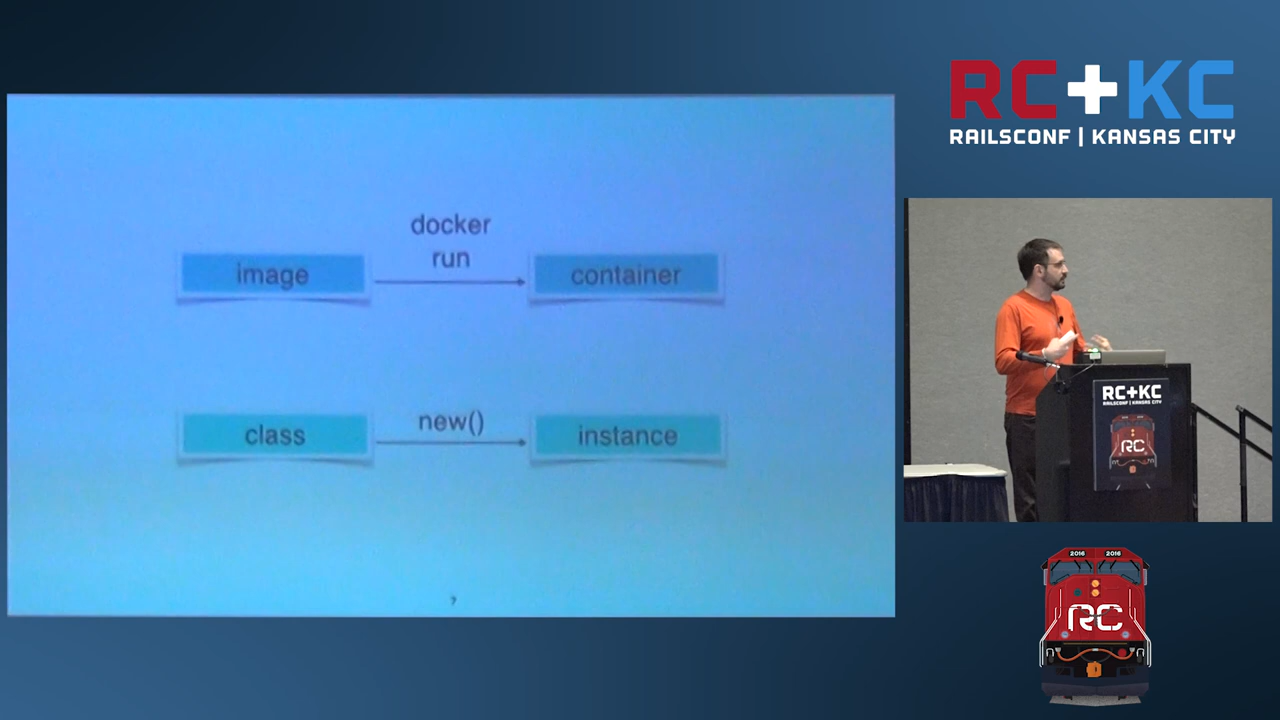 docker
run
image
container
new()
class
instance
7
RC+KC
RAILSCONF | KANSAS CITY
RC+KC
RAILSCONF | KANSAS CITY
RC
2016 2016
RC